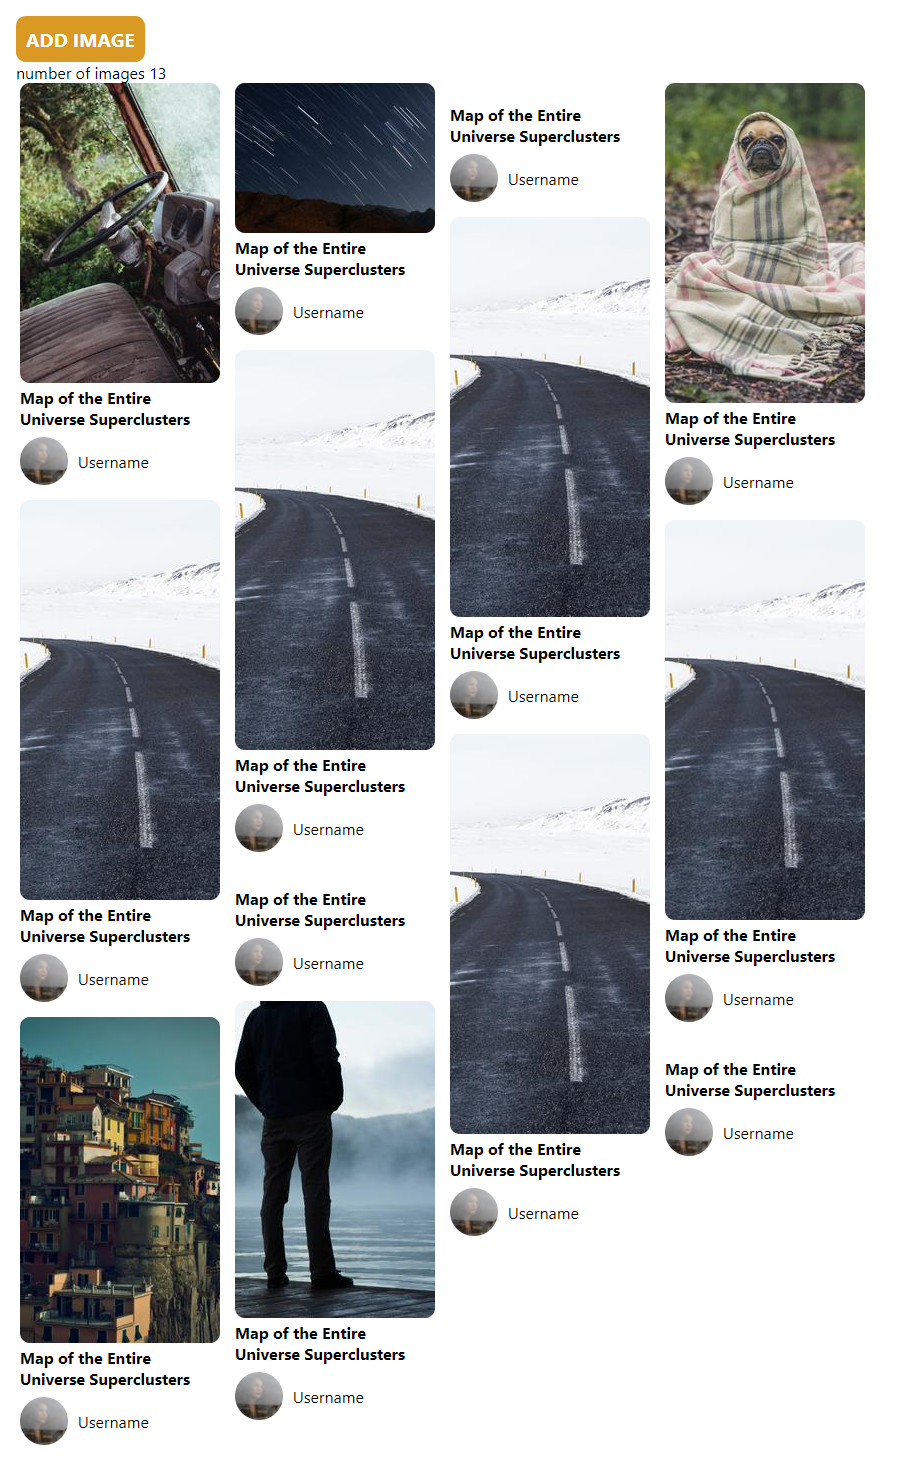 ADD IMAGE
number of images 13
Map of the Entire
Universe Superclusters
Username
Map of the Entire
Universe Superclusters
Username
Map of the Entire
Universe Superclusters
Username
Map of the Entire
Universe Superclusters
Username
Map of the Entire
Universe Superclusters
Username
Map of the Entire
Universe Superclusters
Username
Map of the Entire
Universe Superclusters
Username
Map of the Entire
Universe Superclusters
Username
Map of the Entire
Universe Superclusters
Username
Map of the Entire
Universe Superclusters
Username
Map of the Entire
Universe Superclusters
Username
Map of the Entire
Universe Superclusters
Username
Map of the Entire
Universe Superclusters
Username